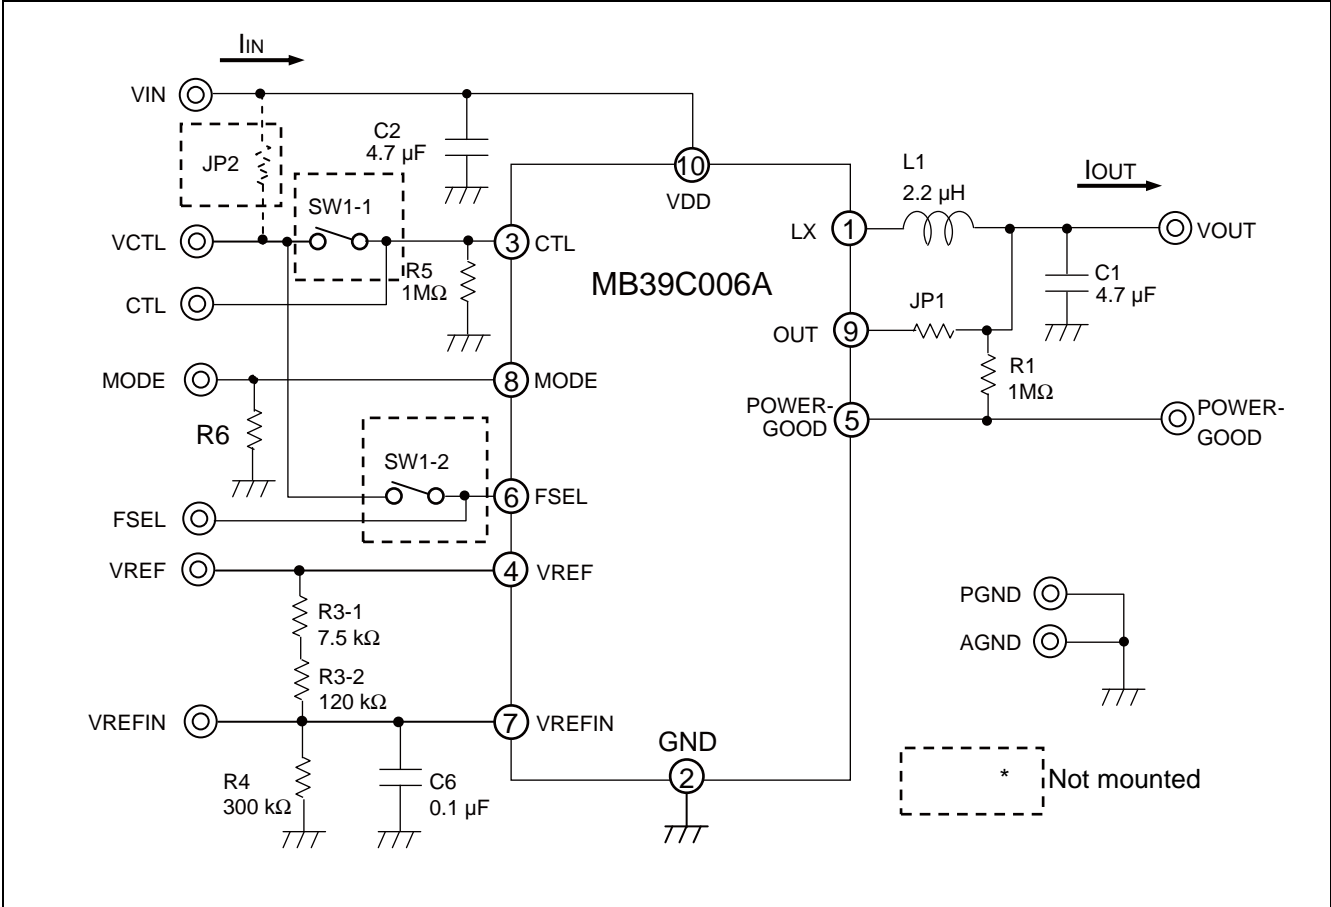 IIN
VIN
C2
4.7 µF
JP2
10
VDD
L1
2.2 µH
IOUT
SW1-1
VCTL
3
CTL
LX
1
VOUT
R5
1MΩ
MB39C006A
C1
4.7 µF
CTL
JP1
OUT
9
MODE
8
MODE
R1
1MΩ
R6
POWER-
GOOD
5
POWER-
GOOD
SW1-2
6
FSEL
FSEL
VREF
4
VREF
R3-1
7.5 kΩ
PGND
R3-2
120 kΩ
AGND
VREFIN
7
VREFIN
GND
2
R4
300 kΩ
C6
0.1 µF
* Not mounted